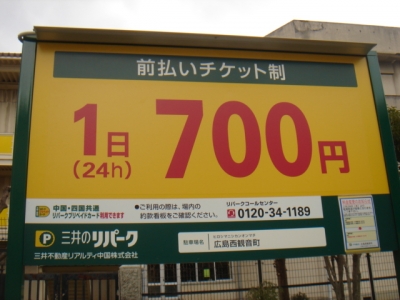 前払いチケット制
1日
(24h)
700円
中国・四国共通
リパークプリペイドカード利用できます
●ご利用の際は、場内の
約款看板をご確認ください。
リパークコールセンター
0120-34-1189
P 三井のリパーク
三井不動産リアルティ中国株式会社
駐車場名
広島西観音町